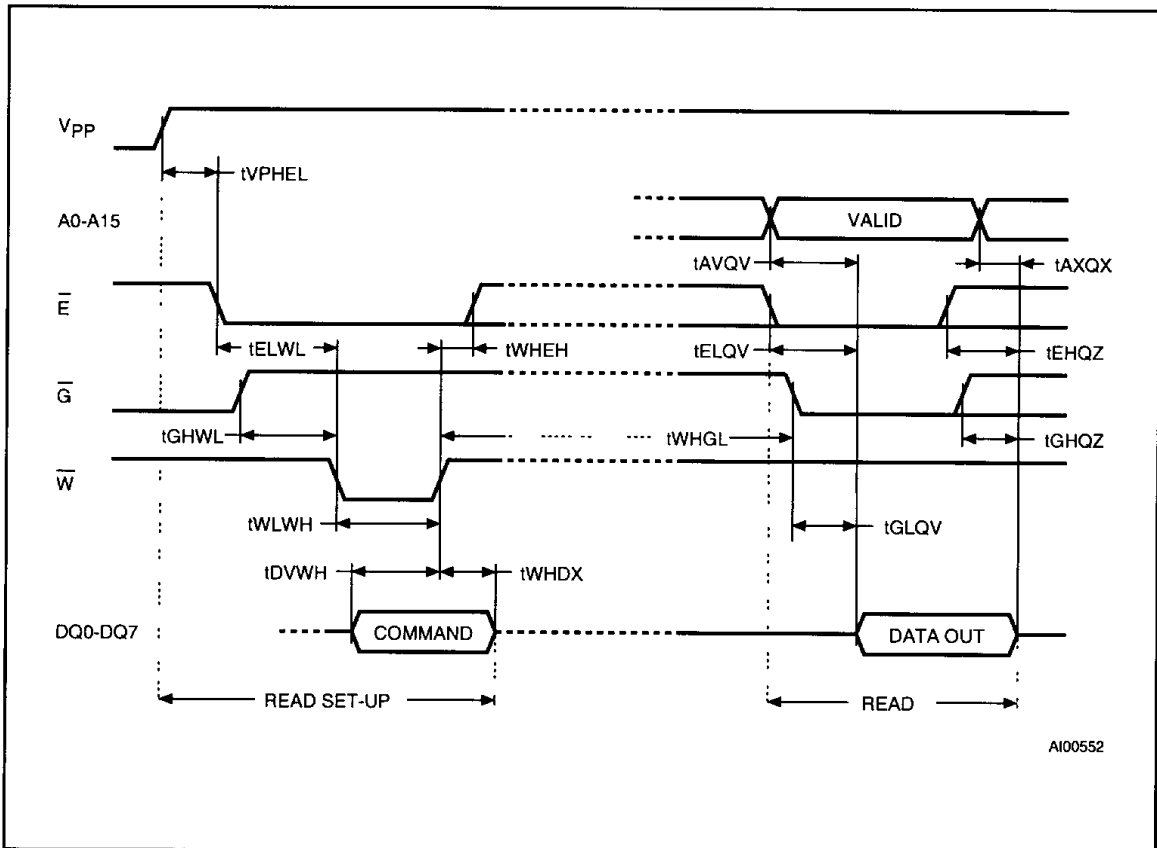 VPP
tVPHEL
A0-A15
VALID
tAVQV
tAXQX
E
tELWL
tWHEH
tELQV
tEHQZ
G
tGHWL
tWHGL
tGHQZ
W
tWLWH
tGLQV
tDVWH
tWHDX
DQ0-DQ7
COMMAND
DATA OUT
READ SET-UP
READ
AI00552